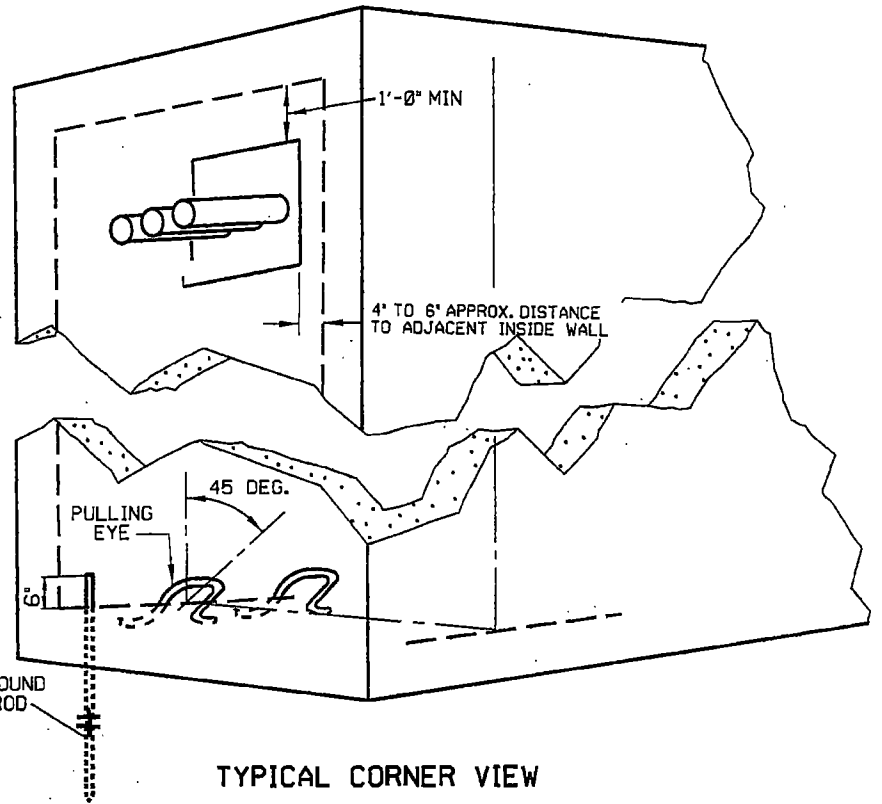 1'-0" MIN
4" TO 6" APPROX. DISTANCE
TO ADJACENT INSIDE WALL
45 DEG.
PULLING
EYE
6"
OUND
ROD
TYPICAL CORNER VIEW